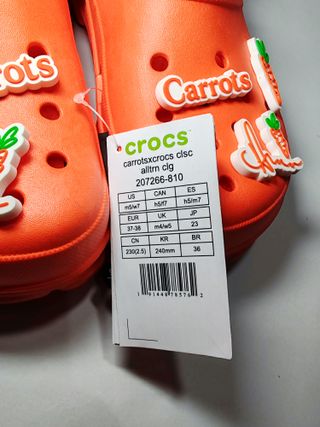 Carrots
Carrots
crocs™
carrotsxcrocs clsc
alltrn clg
207266-810
US CAN ES
m5/w7 h5/f7 h5/m7
EUR UK JP
37-38 m4/w5 23
CN KR BR
230(2.5) 240mm 36